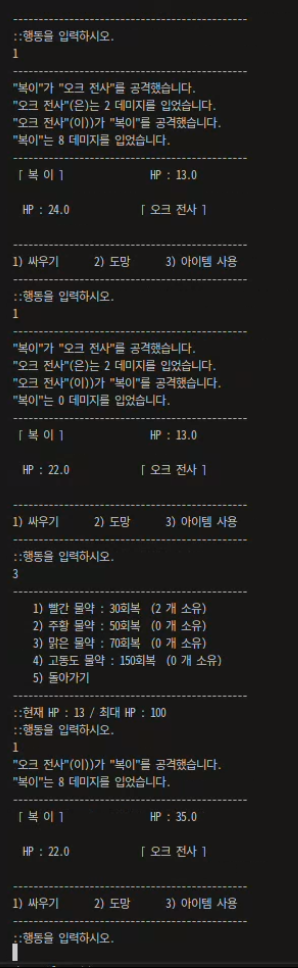 ---------------------------------------------
::행동을 입력하시오.
1
---------------------------------------------
"복이"가 "오크 전사"를 공격했습니다.
"오크 전사"(은)는 2 데미지를 입었습니다.
"오크 전사"(이))가 "복이"를 공격했습니다.
"복이"는 8 데미지를 입었습니다.
---------------------------------------------
「 복 이 」 HP : 13.0
HP : 24.0 「 오크 전사 」
---------------------------------------------
1) 싸우기 2) 도망 3) 아이템 사용
---------------------------------------------
::행동을 입력하시오.
1
---------------------------------------------
"복이"가 "오크 전사"를 공격했습니다.
"오크 전사"(은)는 2 데미지를 입었습니다.
"오크 전사"(이))가 "복이"를 공격했습니다.
"복이"는 0 데미지를 입었습니다.
---------------------------------------------
「 복 이 」 HP : 13.0
HP : 22.0 「 오크 전사 」
---------------------------------------------
1) 싸우기 2) 도망 3) 아이템 사용
---------------------------------------------
::행동을 입력하시오.
3
---------------------------------------------
1) 빨간 물약 : 30회복 (2 개 소유)
2) 주황 물약 : 50회복 (0 개 소유)
3) 맑은 물약 : 70회복 (0 개 소유)
4) 고동도 물약 : 150회복 (0 개 소유)
5) 돌아가기
---------------------------------------------
::현재 HP : 13 / 최대 HP : 100
::행동을 입력하시오.
1
"오크 전사"(이))가 "복이"를 공격했습니다.
"복이"는 8 데미지를 입었습니다.
---------------------------------------------
「 복 이 」 HP : 35.0
HP : 22.0 「 오크 전사 」
---------------------------------------------
1) 싸우기 2) 도망 3) 아이템 사용
---------------------------------------------
::행동을 입력하시오.